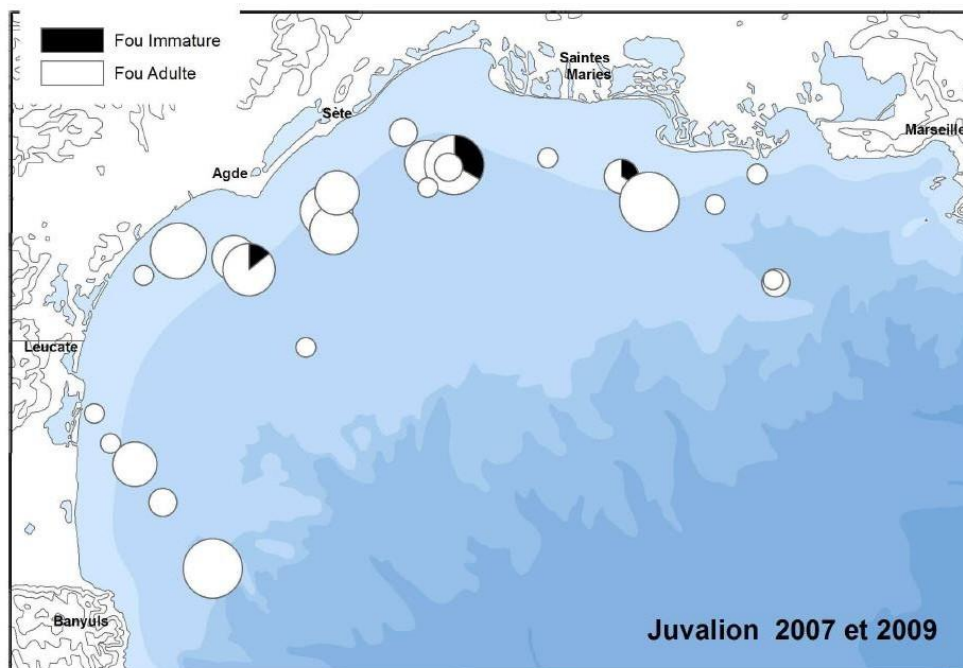 Fou Immature
Fou Adulte
Saintes
Maries
Sète
Marseille
Agde
Leucate
Banyuls
Juvalion 2007 et 2009